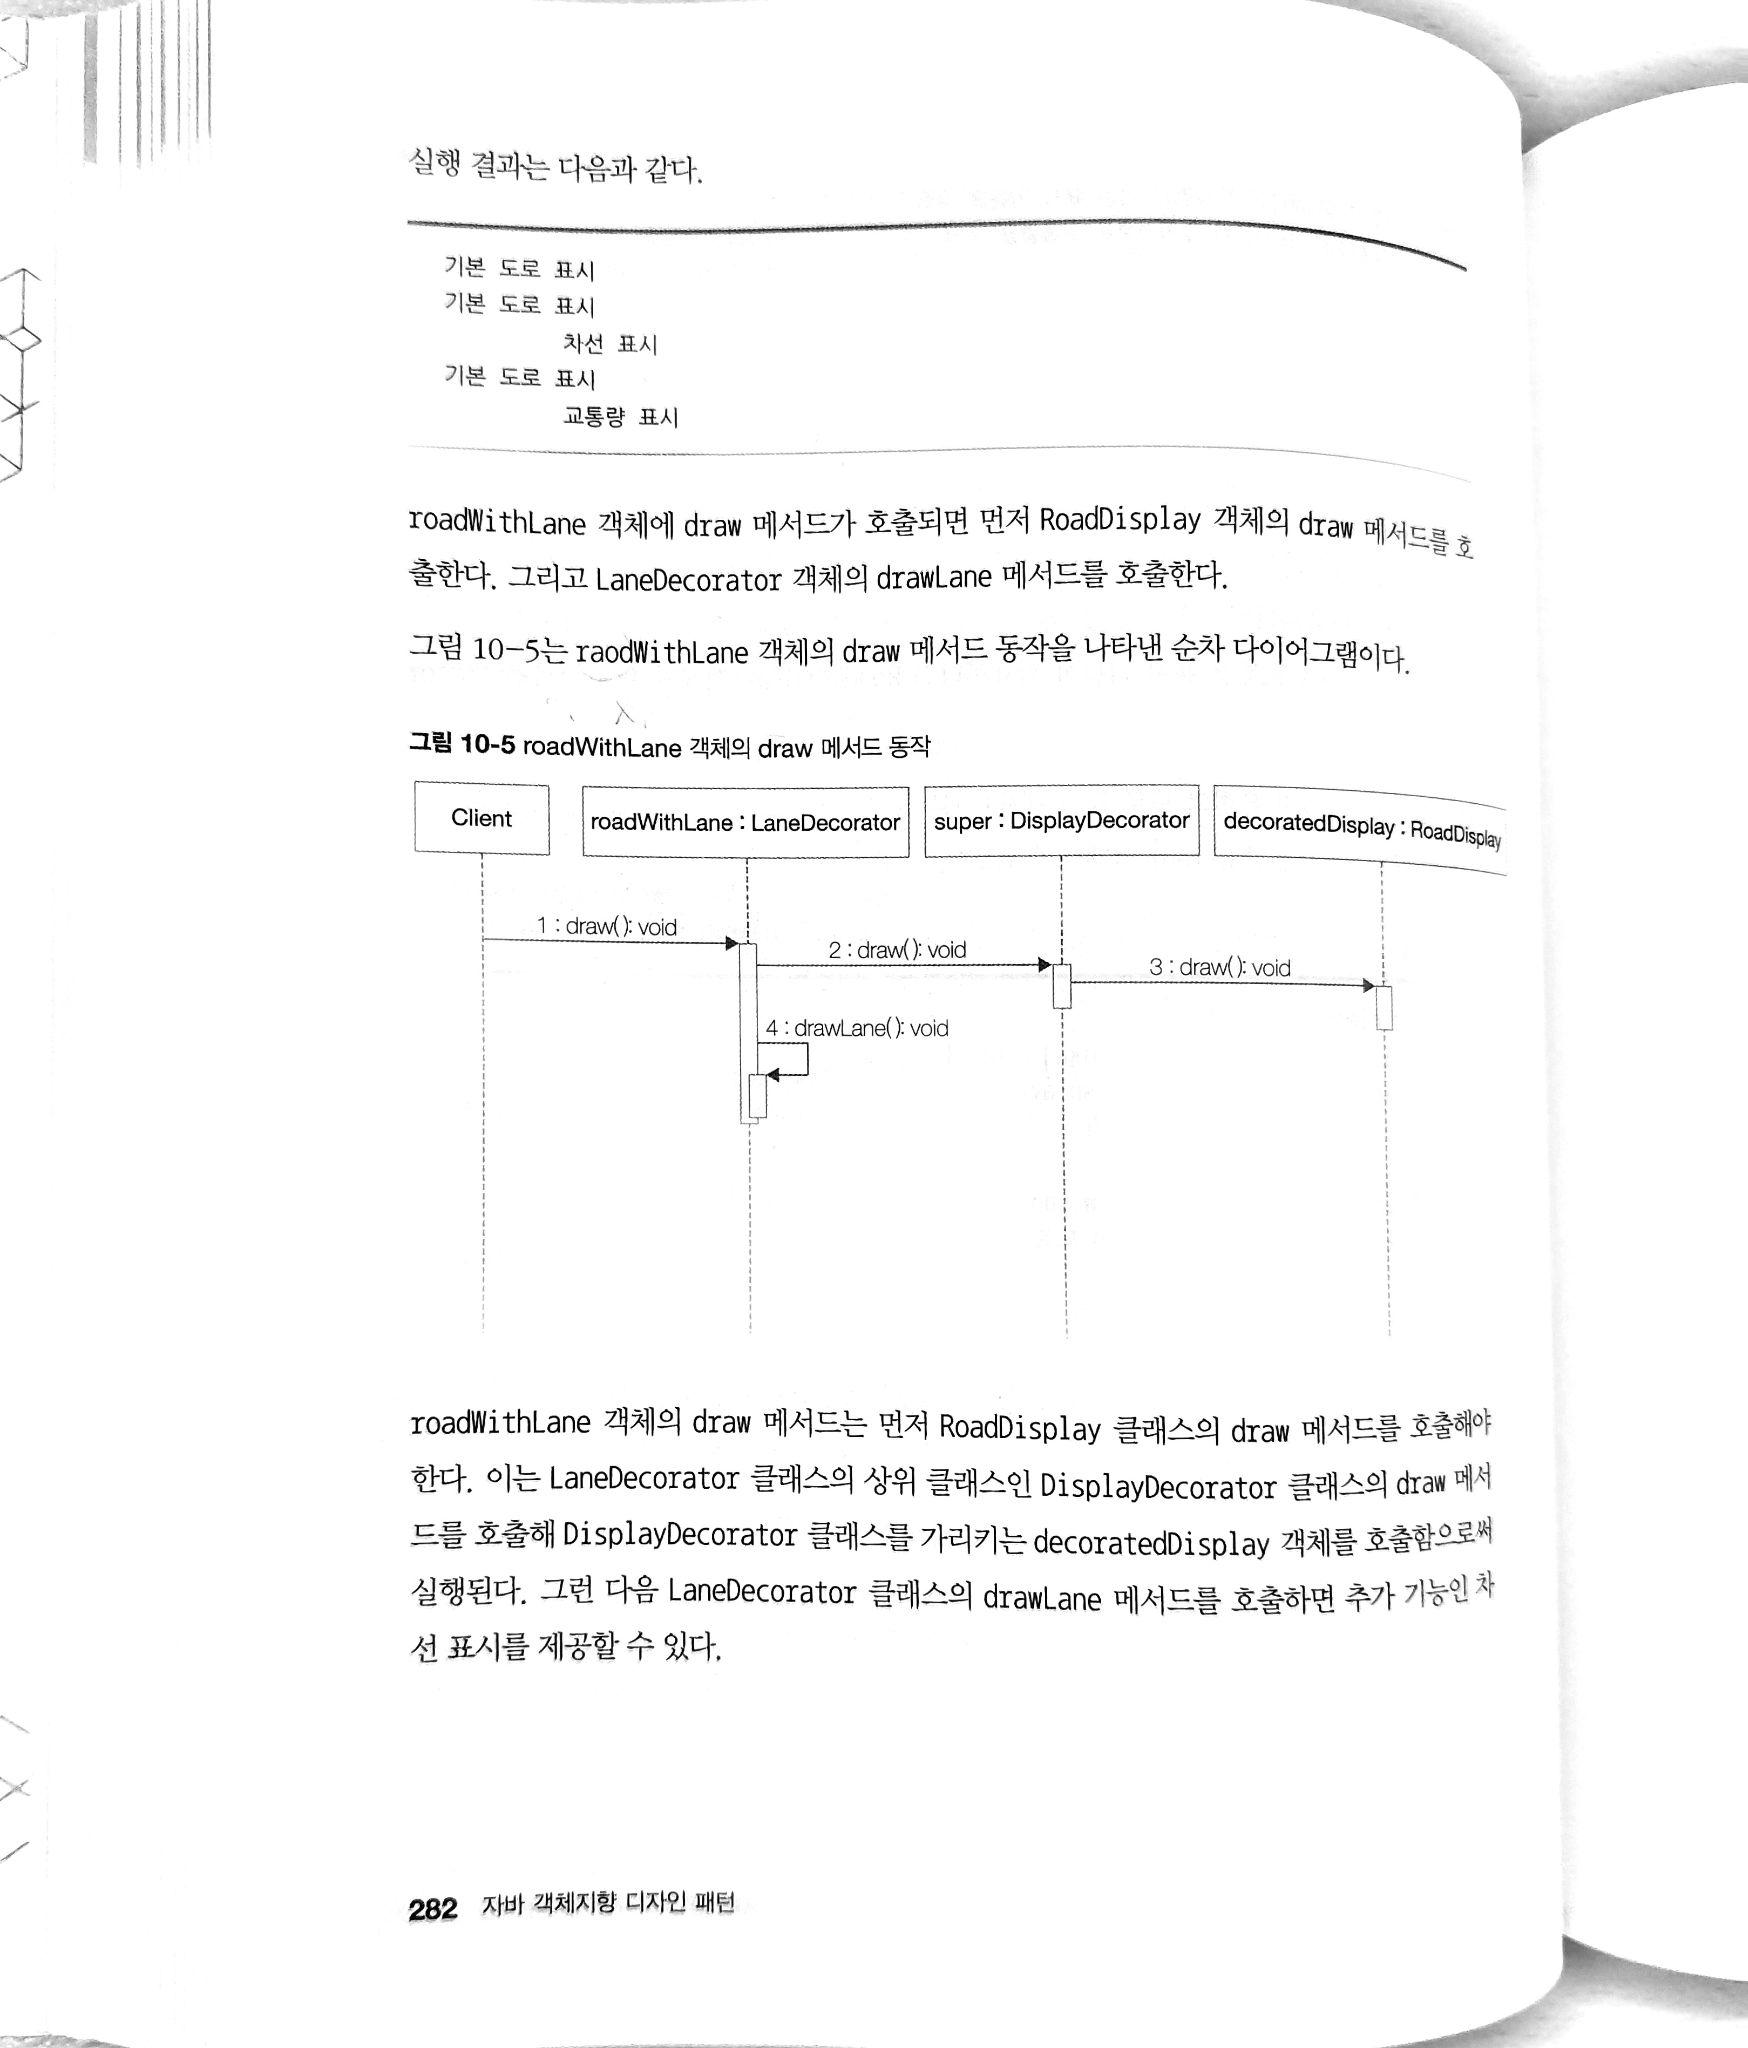 실행 결과는 다음과 같다.
기본 도로 표시
기본 도로 표시
차선 표시
기본 도로 표시
교통량 표시
roadWithLane 객체에 draw 메서드가 호출되면 먼저 RoadDisplay 객체의 draw 메서드를 호
출한다. 그리고 LaneDecorator 객체의 drawLane 메서드를 호출한다.
그림 10-5는 raodWithLane 객체의 draw 메서드 동작을 나타낸 순차 다이어그램이다.
그림 10-5 roadWithLane 객체의 draw 메서드 동작
Client
roadWithLane : LaneDecorator
super : DisplayDecorator
decoratedDisplay : RoadDisplay
1 : draw(): void
2 : draw(): void
3 : draw(): void
4 : drawLane(): void
roadWithLane 객체의 draw 메서드는 먼저 RoadDisplay 클래스의 draw 메서드를 호출해야
한다. 이는 LaneDecorator 클래스의 상위 클래스인 DisplayDecorator 클래스의 draw 메서
드를 호출해 DisplayDecorator 클래스를 가리키는 decoratedDisplay 객체를 호출함으로써
실행된다. 그런 다음 LaneDecorator 클래스의 drawLane 메서드를 호출하면 추가 기능인 차
선 표시를 제공할 수 있다.
282 자바 객체지향 디자인 패턴